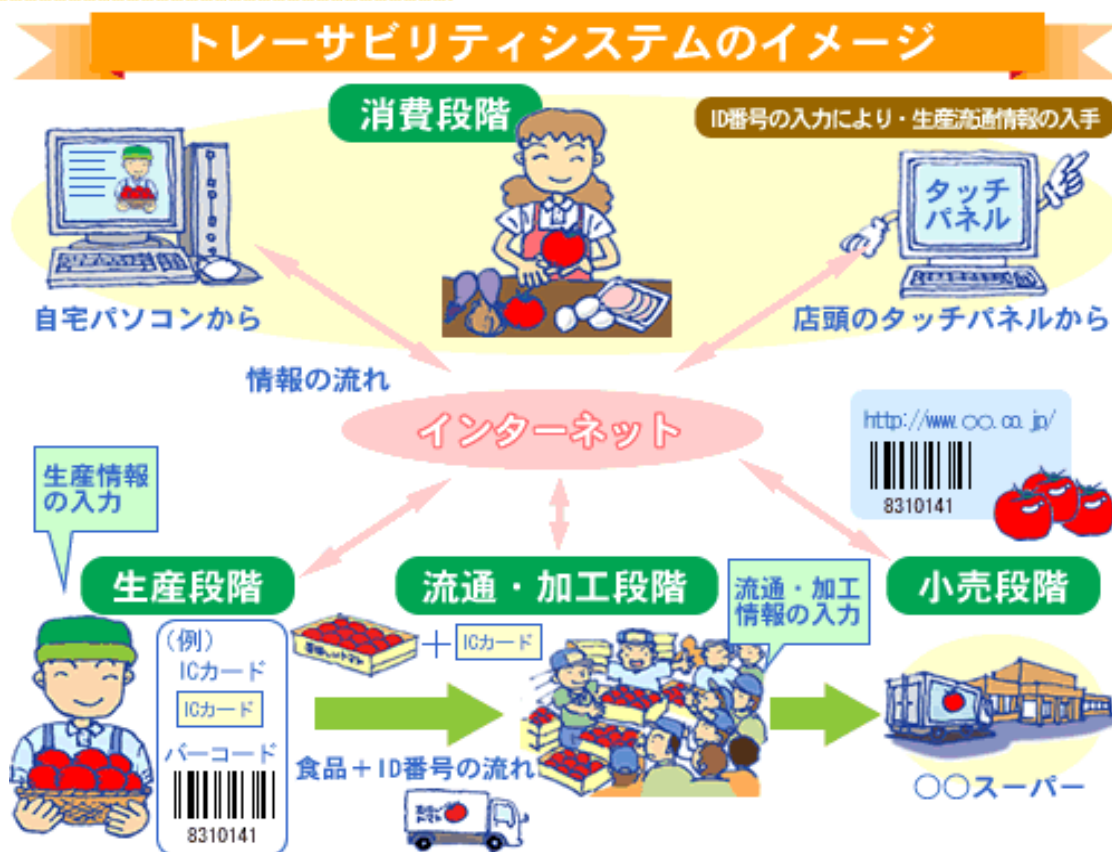 トレーサビリティシステムのイメージ
消費段階
ID番号の入力により・生産流通情報の入手
タッチ
パネル
自宅パソコンから
店頭のタッチパネルから
情報の流れ
インターネット
http://www.○○.co.jp/
8310141
生産情報
の入力
生産段階
流通・加工段階
流通・加工
情報の入力
小売段階
(例)
ICカード
ICカード
バーコード
8310141
+
ICカード
食品+ID番号の流れ
トマト
○○スーパー